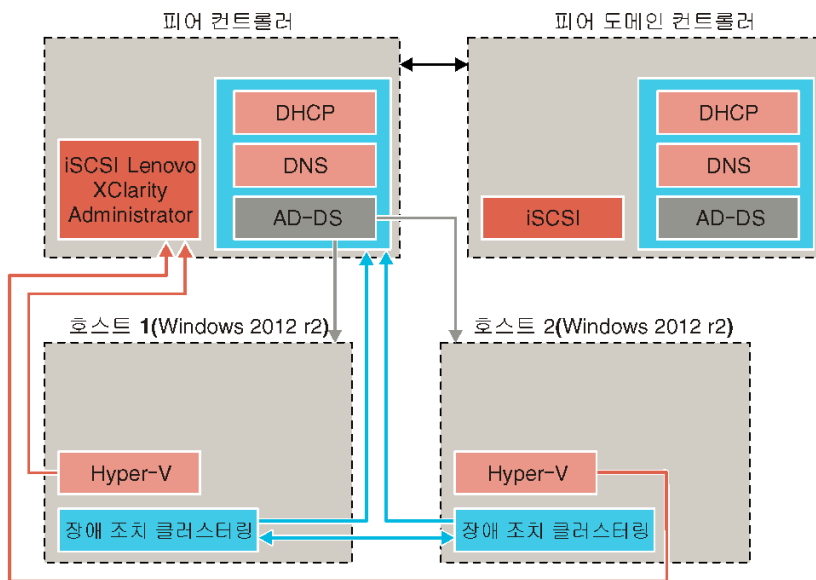 피어 컨트롤러
피어 도메인 컨트롤러
DHCP
DNS
AD-DS
iSCSI Lenovo
XClarity
Administrator
DHCP
DNS
AD-DS
iSCSI
호스트 1(Windows 2012 r2)
호스트 2(Windows 2012 r2)
Hyper-V
장애 조치 클러스터링
Hyper-V
장애 조치 클러스터링